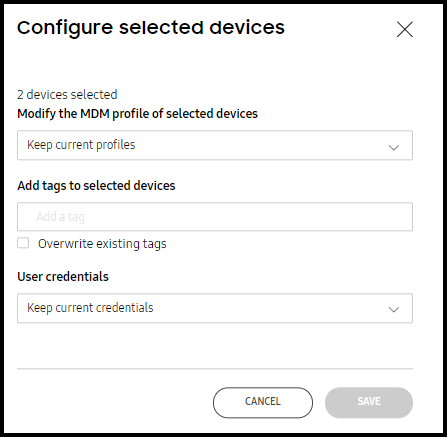 Configure selected devices
2 devices selected
Modify the MDM profile of selected devices
Keep current profiles
Add tags to selected devices
Add a tag
Overwrite existing tags
User credentials
Keep current credentials
CANCEL
SAVE